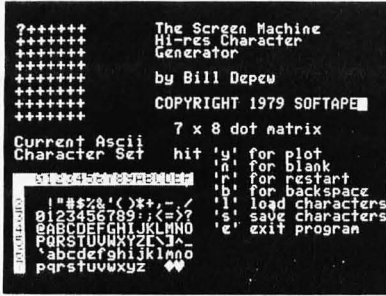 ?++++++
+++++++
+++++++
+++++++
+++++++
+++++++
+++++++
+++++++
The Screen Machine
Hi-res Character
Generator
by Bill Depew
COPYRIGHT 1979 SOFTAPE
7 x 8 dot matrix
Current Ascii
Character Set
0123456789ABCDEF
!"#$%&'()*+,-./
0123456789:;<=>?
@ABCDEFGHIJKLMNO
PQRSTUVWXYZ[\]^_
`abcdefghijklmno
pqrstuvwxyz
hit 'y' for plot
'n' for blank
'r' for restart
'b' for backspace
'l' load characters
's' save characters
'e' exit program